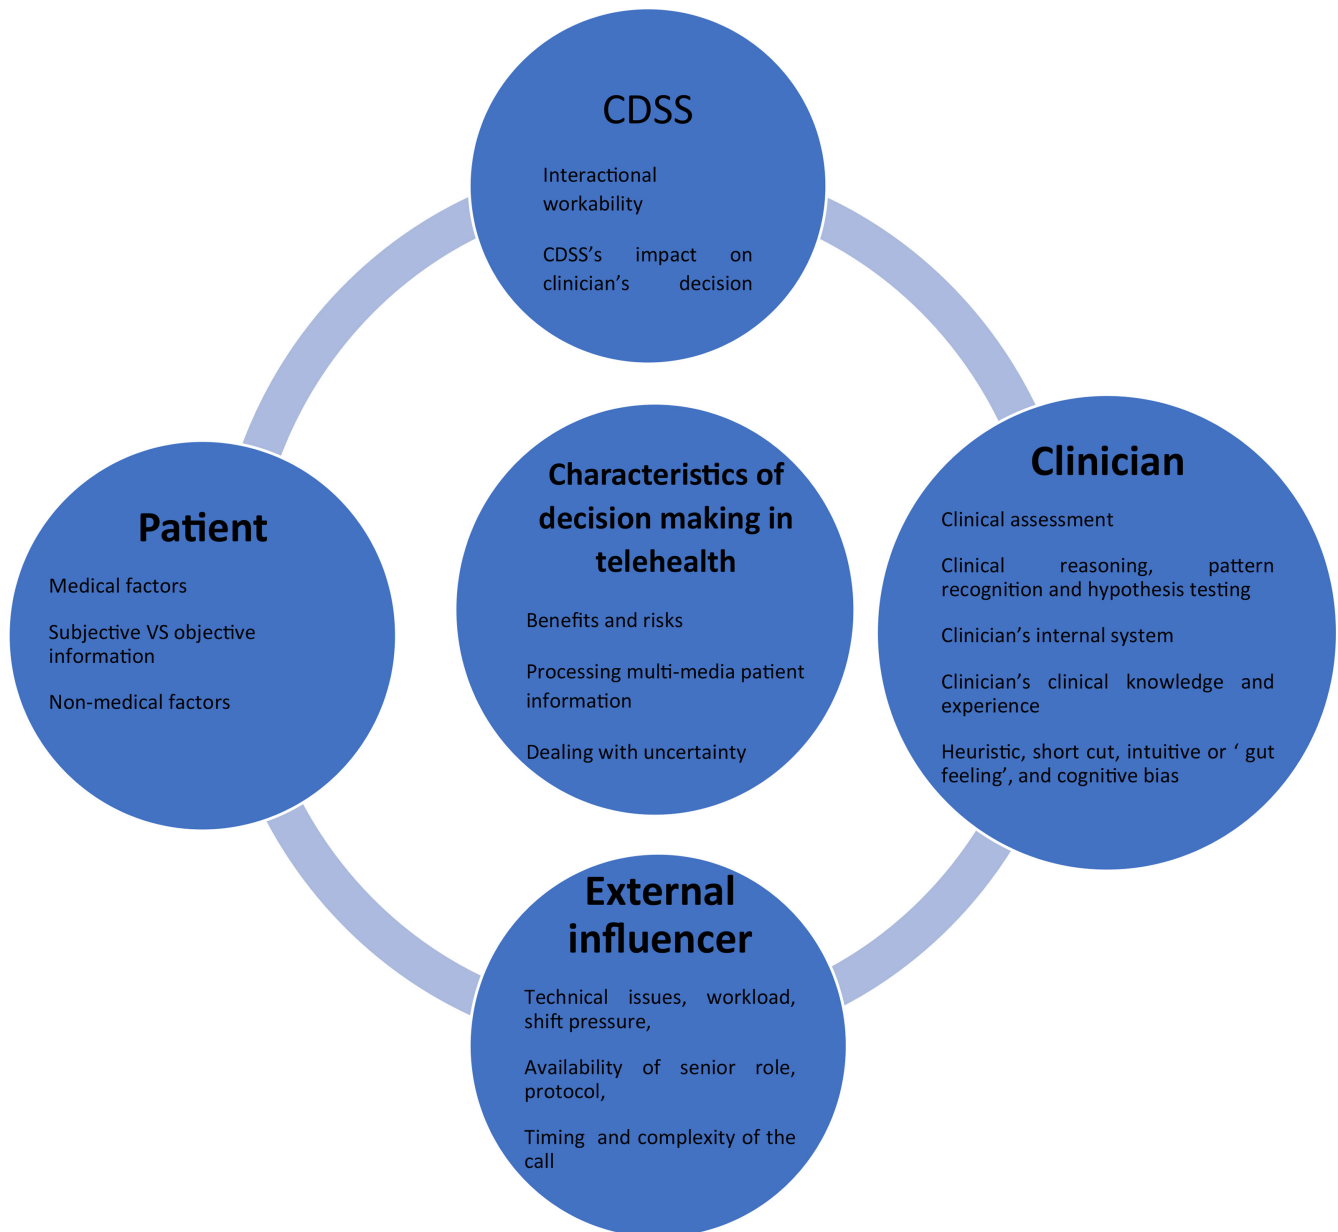 CDSS
Interactional
workability
CDSS’s impact on
clinician’s decision
Patient
Medical factors
Subjective VS objective
information
Non-medical factors
Characteristics of
decision making in
telehealth
Benefits and risks
Processing multi-media patient
information
Dealing with uncertainty
Clinician
Clinical assessment
Clinical reasoning, pattern
recognition and hypothesis testing
Clinician’s internal system
Clinician’s clinical knowledge and
experience
Heuristic, short cut, intuitive or ‘ gut
feeling’, and cognitive bias
External
influencer
Technical issues, workload,
shift pressure,
Availability of senior role,
protocol,
Timing and complexity of the
call